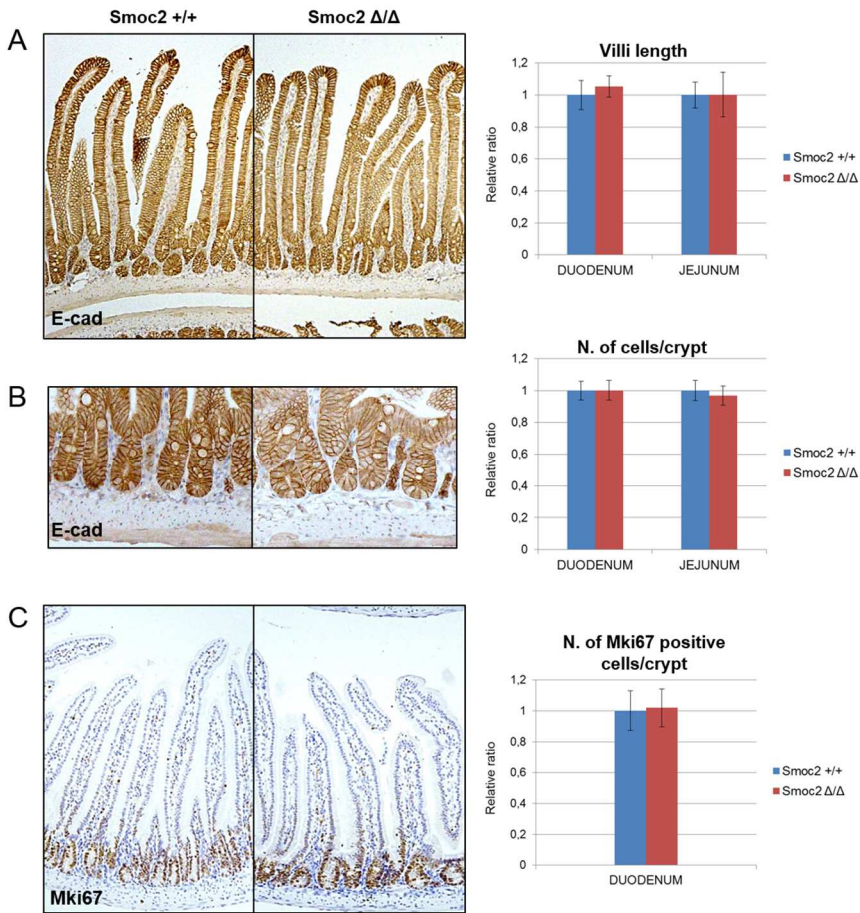 Smoc2 +/+
Smoc2 Δ/Δ
A
E-cad
Villi length
Relative ratio
1,2
1
0,8
0,6
0,4
0,2
0
DUODENUM
JEJUNUM
Smoc2 +/+
Smoc2 Δ/Δ
B
E-cad
N. of cells/crypt
Relative ratio
1,2
1
0,8
0,6
0,4
0,2
0
DUODENUM
JEJUNUM
Smoc2 +/+
Smoc2 Δ/Δ
C
Mki67
N. of Mki67 positive
cells/crypt
Relative ratio
1,2
1
0,8
0,6
0,4
0,2
0
DUODENUM
Smoc2 +/+
Smoc2 Δ/Δ